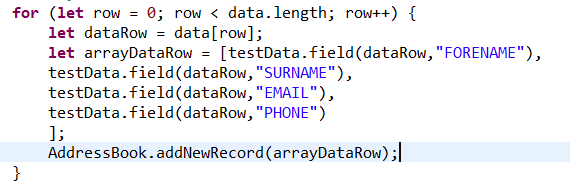 for (let row = 0; row < data.length; row++) {
    let dataRow = data[row];
    let arrayDataRow = [testData.field(dataRow,"FORENAME"),
    testData.field(dataRow,"SURNAME"),
    testData.field(dataRow,"EMAIL"),
    testData.field(dataRow,"PHONE")
    ];
    AddressBook.addNewRecord(arrayDataRow);
}